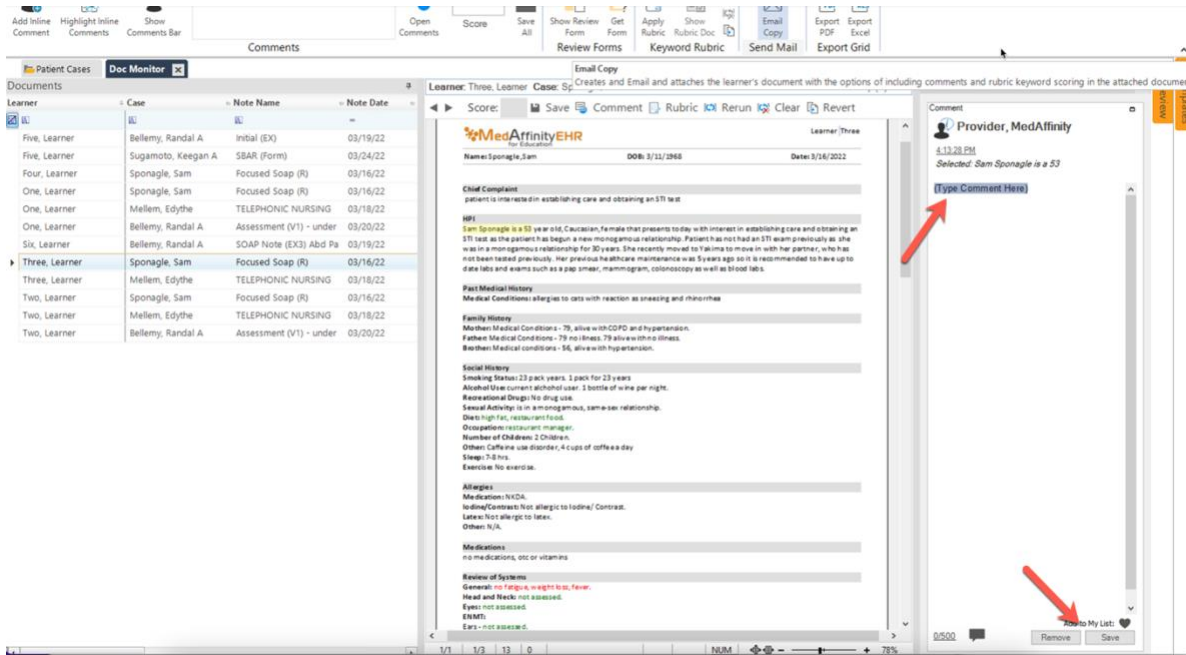 Add Inline Comment
Highlight Inline Comments
Show Comments Bar
Open Comments
Score
Save All
Show Review Form
Get Form
Apply Rubric
Show Rubric Doc
Email Copy
Export PDF
Export Excel
Comments
Review Forms
Keyword Rubric
Send Mail
Export Grid
Patient Cases
Doc Monitor
Email Copy
Creates and Email and attaches the learner's document with the options of including comments and rubric keyword scoring in the attached
Documents
Learner Case Note Name Note Date
Five, Learner Bellemy, Randal A Initial (EX) 03/19/22
Five, Learner Sugamoto, Keegan A SBAR (Form) 03/24/22
Four, Learner Sponagle, Sam Focused Soap (R) 03/16/22
One, Learner Sponagle, Sam Focused Soap (R) 03/16/22
One, Learner Mellem, Edythe TELEPHONIC NURSING 03/18/22
One, Learner Bellemy, Randal A Assessment (V1) - under 03/20/22
Six, Learner Bellemy, Randal A SOAP Note (EX3) Abd Pa 03/19/22
Three, Learner Sponagle, Sam Focused Soap (R) 03/16/22
Three, Learner Mellem, Edythe TELEPHONIC NURSING 03/18/22
Two, Learner Sponagle, Sam Focused Soap (R) 03/16/22
Two, Learner Mellem, Edythe TELEPHONIC NURSING 03/18/22
Two, Learner Bellemy, Randal A Assessment (V1) - under 03/20/22
Learner: Three, Learner Case:
Score: Save Comment Rubric Rerun Clear Revert
MedAffinityEHR
for Education
Learner Three
Name: Sponagle, Sam DOB: 3/11/1968 Date: 3/16/2022
Chief Complaint
patient is interested in establishing care and obtaining an STI test
HPI
Sam Sponagle is a 53 year old, Caucasian, female that presents today with interest in establishing care and obtaining an
STI test as the patient has begun a new monogamous relationship. Patient has not had an STI exam previously as she
was in a monogamous relationship for 30 years. She recently moved to Yakima to move in with her partner, who has
not been tested previously. Her previous healthcare maintenance was 5 years ago so it is recommended to have up to
date labs and exams such as a pap smear, mammogram, colonoscopy as well as blood labs.
Past Medical History
Medical Conditions: allergies to cats with reaction as sneezing and rhinorrhea
Family History
Mother: Medical Conditions - 79, alive with COPD and hypertension.
Father: Medical Conditions - 79 no illness. 79 alive with no illness.
Brother: Medical conditions - 56, alive with hypertension.
Social History
Smoking Status: 23 pack years. 1 pack for 23 years
Alcohol Use: current alchohol user. 1 bottle of wine per night.
Recreational Drugs: No drug use.
Sexual Activity: is in a monogamous, same-sex relationship.
Diet: high fat, restaurant food.
Occupation: restaurant manager.
Number of Children: 2 Children.
Other: Caffeine use disorder, 4 cups of coffee a day
Sleep: 7-8 hrs.
Exercise: No exercise.
Allergies
Medication: NKDA.
Iodine/Contrast: Not allergic to Iodine/ Contrast.
Latex: Not allergic to latex.
Other: N/A.
Medications
no medications, otc or vitamins
Review of Systems
General: no fatigue, weight loss, fever.
Head and Neck: not assessed.
Eyes: not assessed.
ENMT:
Ears - not assessed.
1/1 1/3 13 0 NUM 78%
Comment
Provider, MedAffinity
4:13:28 PM
Selected: Sam Sponagle is a 53
(Type Comment Here)
Add to My List:
0/500
Remove
Save